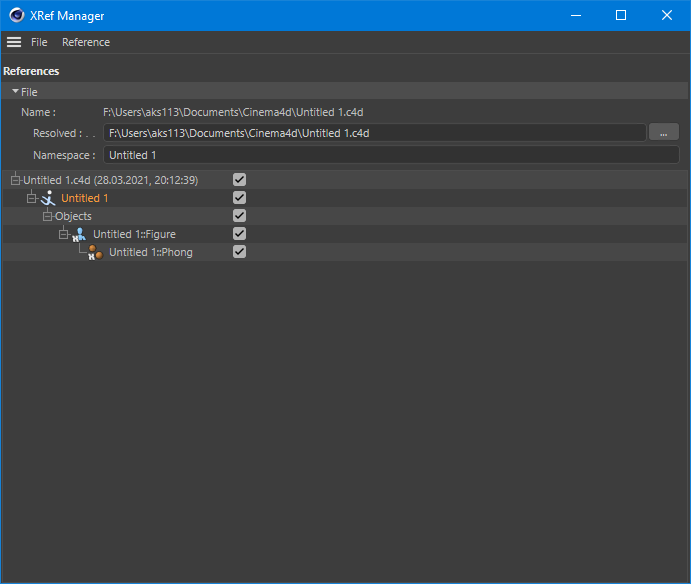 XRef Manager
File Reference
References
File
Name : F:\Users\aks113\Documents\Cinema4d\Untitled 1.c4d
Resolved : . . F:\Users\aks113\Documents\Cinema4d\Untitled 1.c4d ...
Namespace : Untitled 1
Untitled 1.c4d (28.03.2021, 20:12:39)
Untitled 1
Objects
Untitled 1::Figure
Untitled 1::Phong